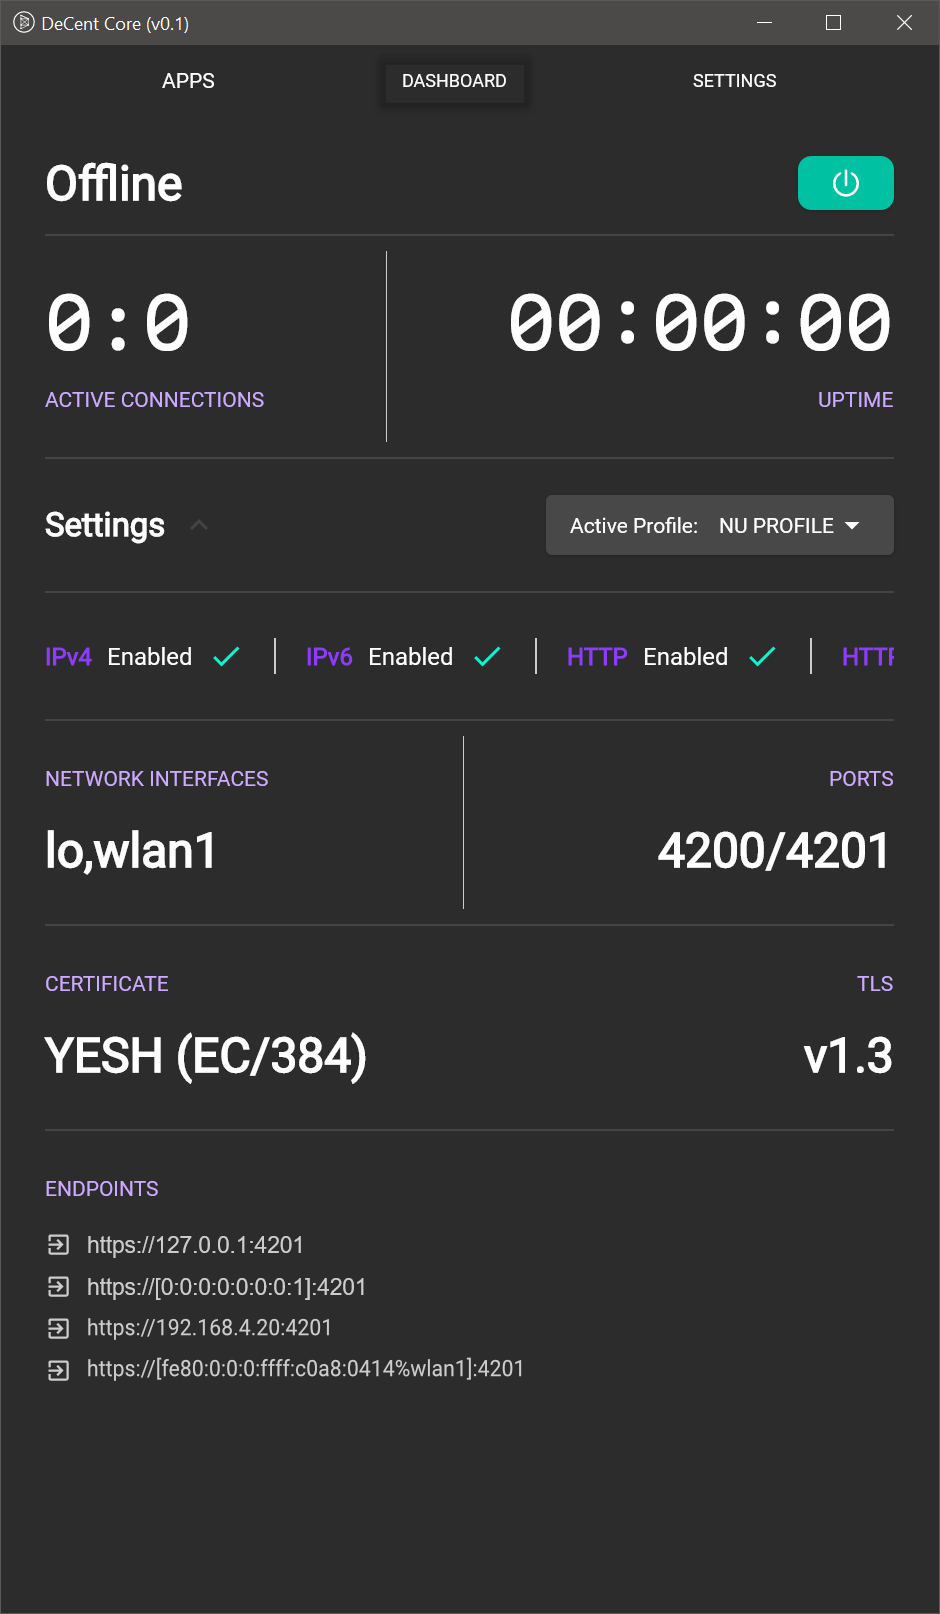 DeCent Core (v0.1)
APPS DASHBOARD SETTINGS
Offline
0:0 00:00:00
ACTIVE CONNECTIONS UPTIME
Settings Active Profile: NU PROFILE
IPv4 Enabled IPv6 Enabled HTTP Enabled HTTP
NETWORK INTERFACES PORTS
lo,wlan1 4200/4201
CERTIFICATE TLS
YESH (EC/384) v1.3
ENDPOINTS
https://127.0.0.1:4201
https://[0:0:0:0:0:0:0:1]:4201
https://192.168.4.20:4201
https://[fe80:0:0:0:ffff:c0a8:0414%wlan1]:4201